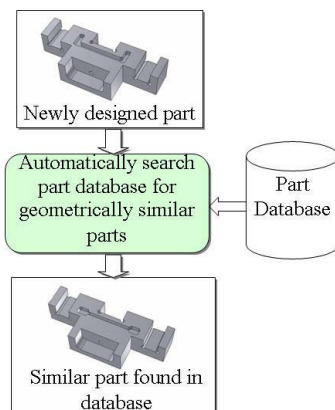 Newly designed part
Automatically search
part database for
geometrically similar
parts
Part
Database
Similar part found in
database